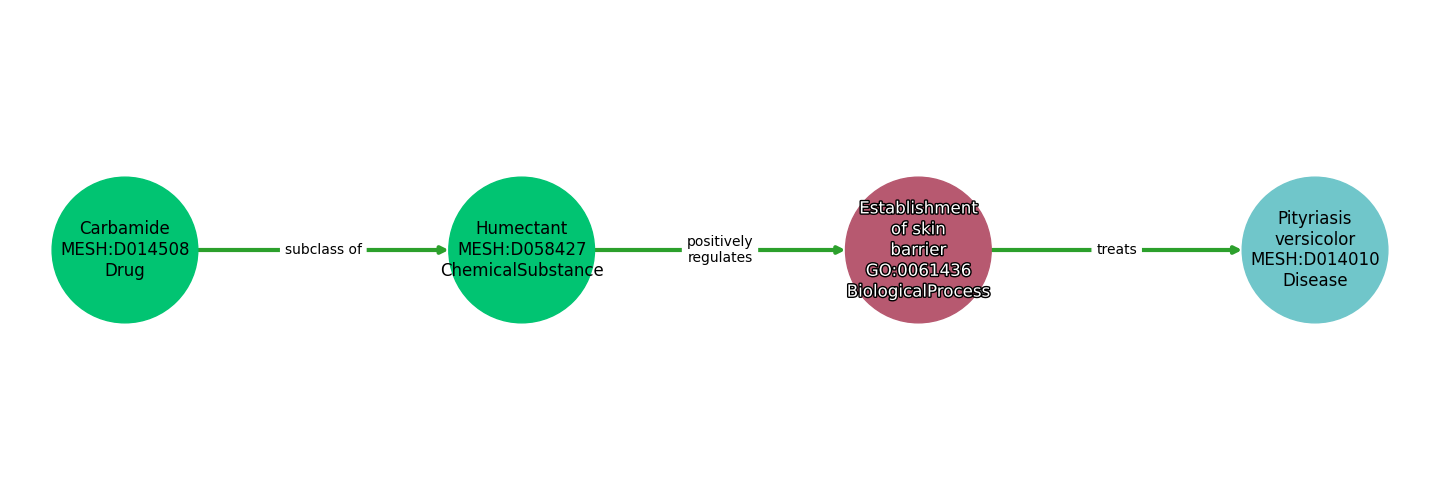 Carbamide
MESH:D014508
Drug
subclass of
Humectant
MESH:D058427
ChemicalSubstance
positively
regulates
Establishment
of skin
barrier
GO:0061436
BiologicalProcess
treats
Pityriasis
versicolor
MESH:D014010
Disease